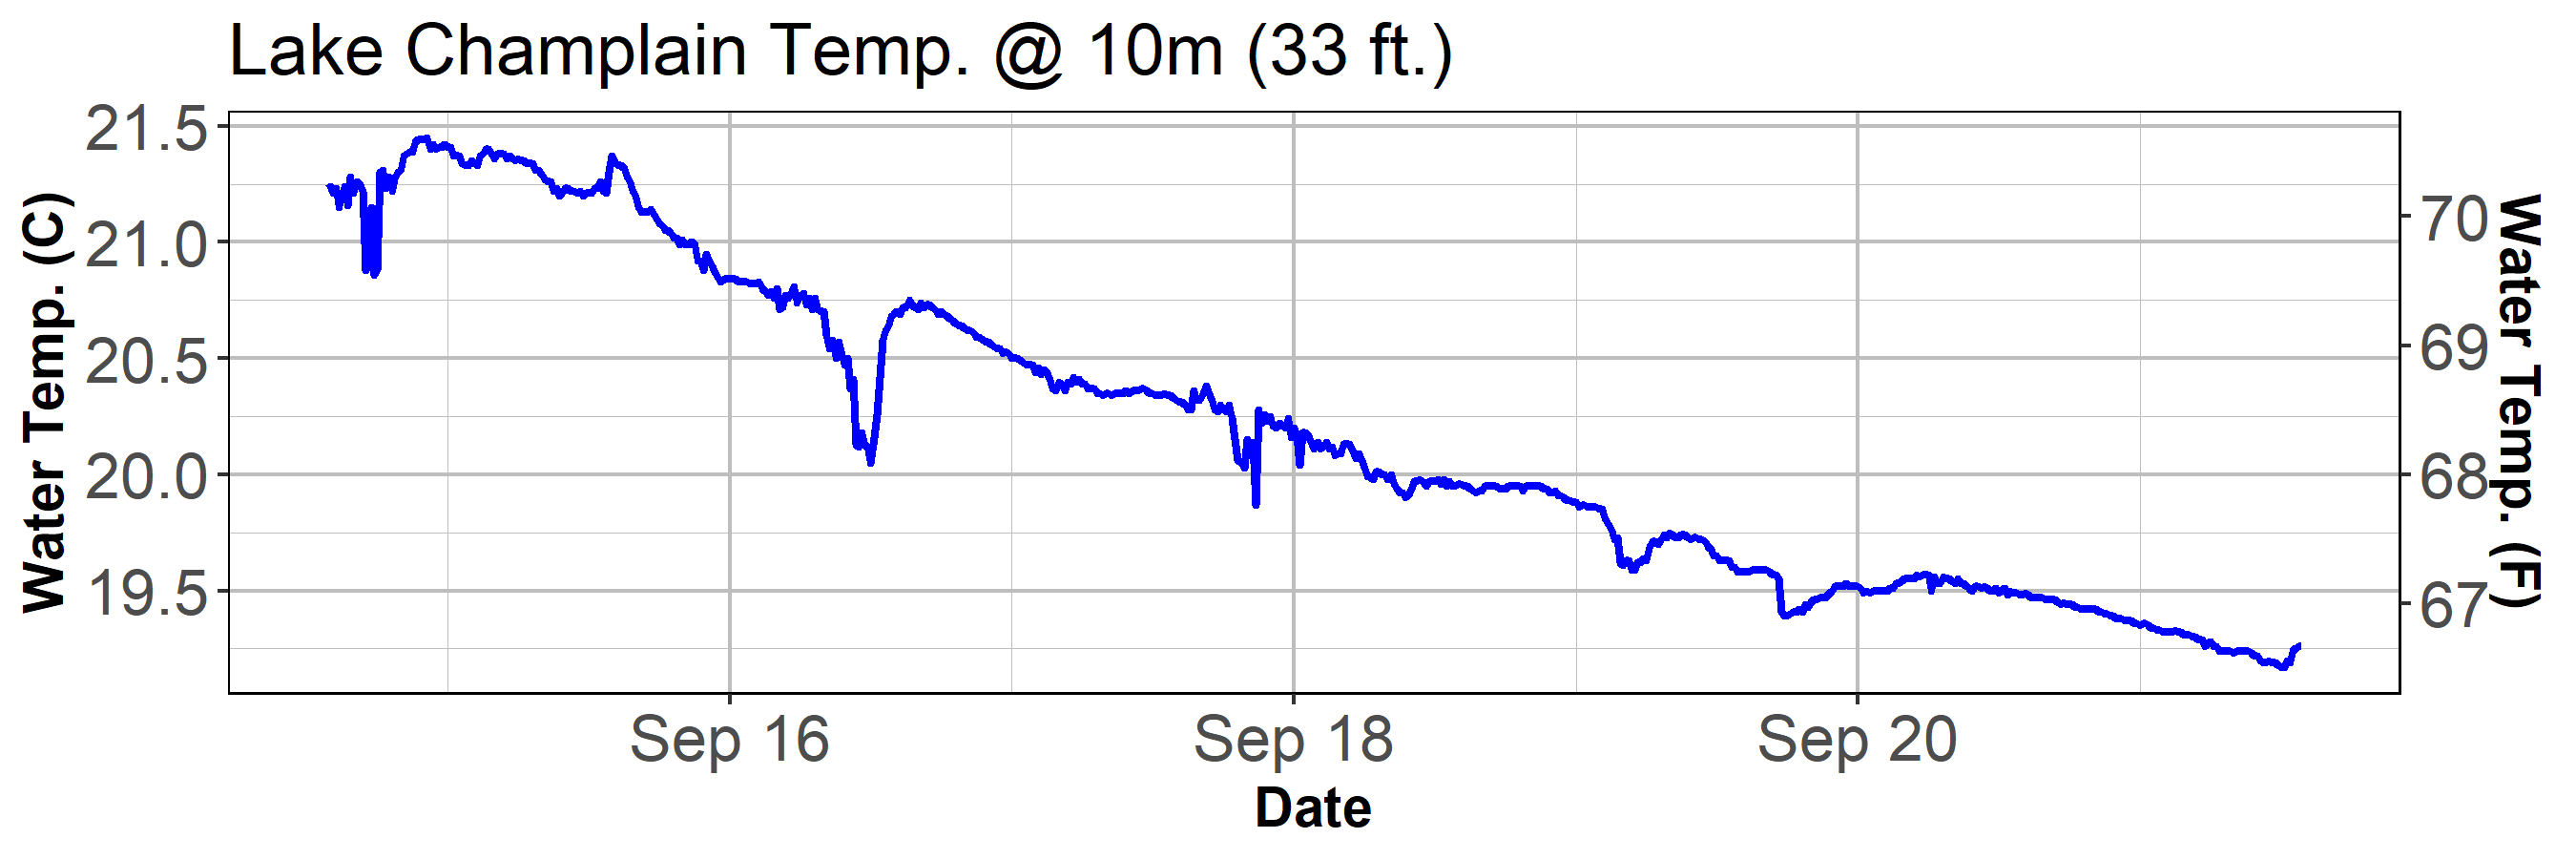 Lake Champlain Temp. @ 10m (33 ft.)
Water Temp. (C)
21.5
21.0
20.5
20.0
19.5
70
69
68
67
Water Temp. (F)
Sep 16
Sep 18
Sep 20
Date